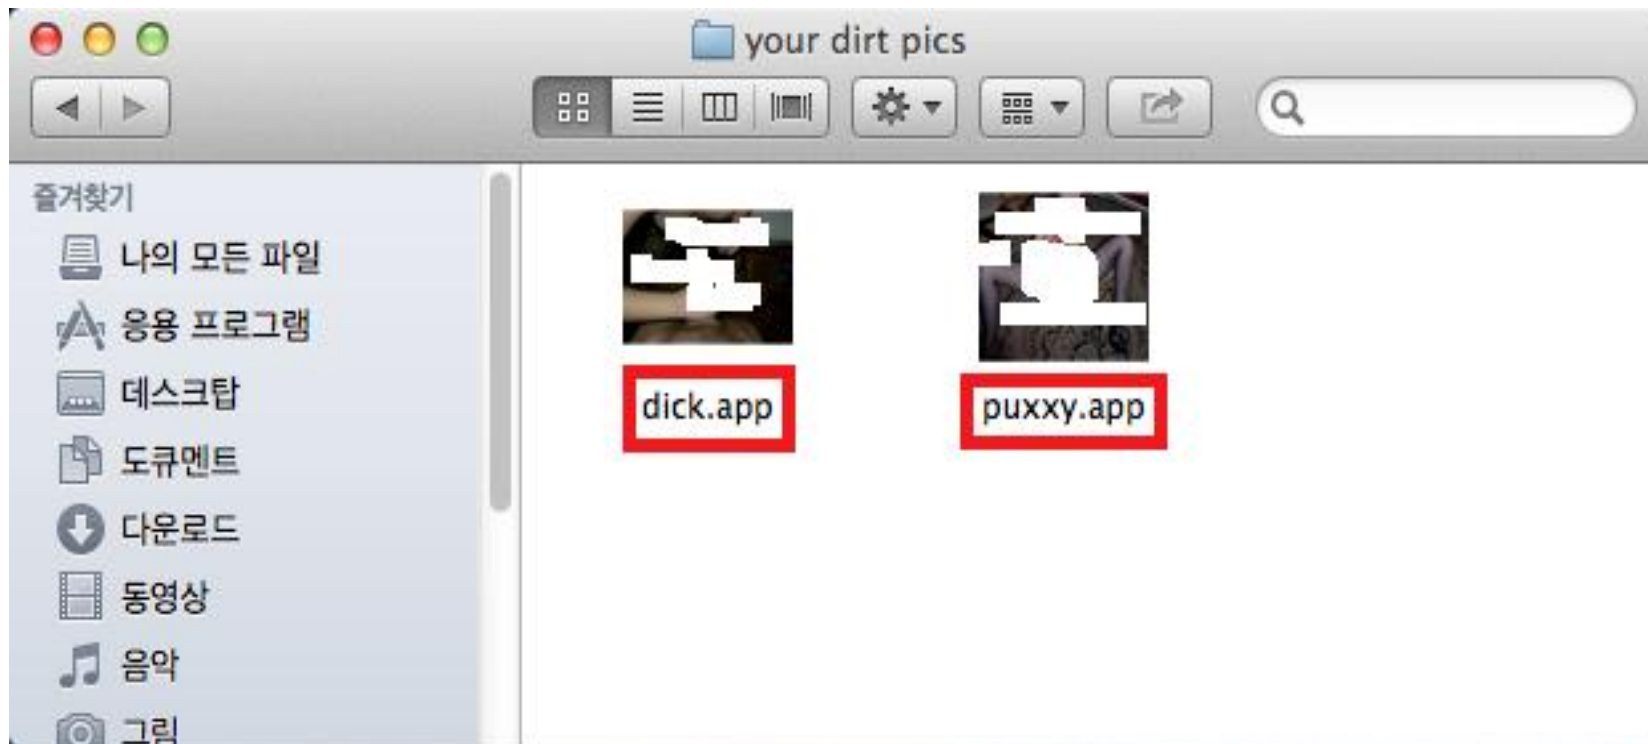 your dirt pics
즐겨찾기
나의 모든 파일
응용 프로그램
데스크탑
도큐멘트
다운로드
동영상
음악
그림
dick.app
puxxy.app